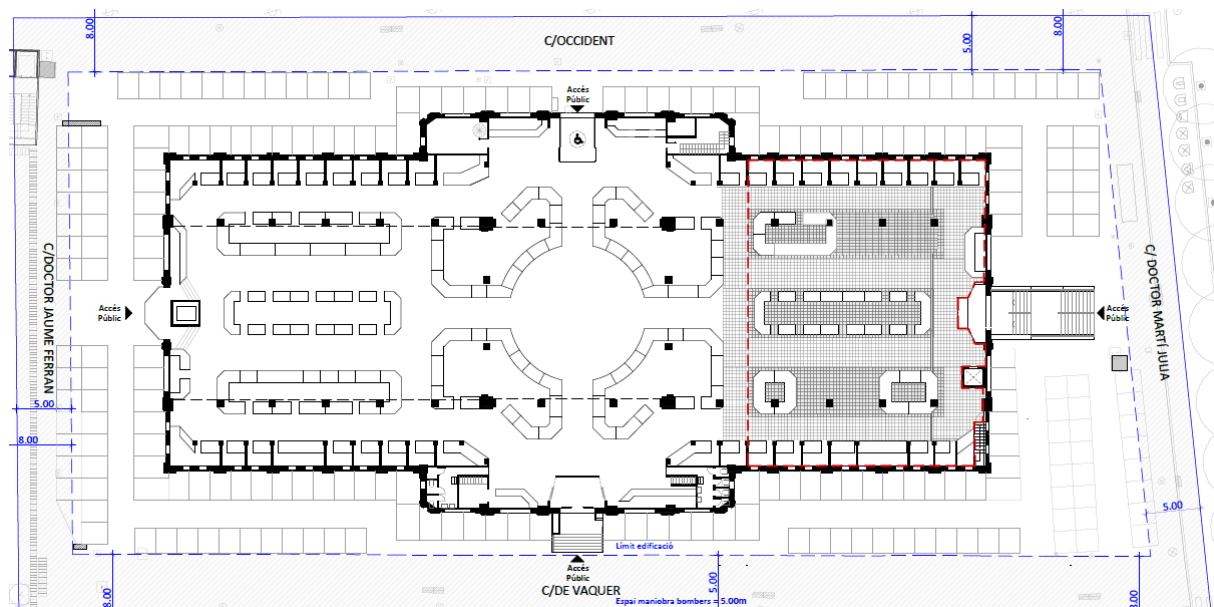 8.00
C/OCCIDENT
5.00
8.00
Accés
Públic
C/DOCTOR JAUME FERRAN
C/ DOCTOR MARTÍ JULIA
Accés
Públic
Accés
Públic
5.00
8.00
5.00
Límit edificació
Accés
Públic
C/DE VAQUER
8.00
5.00
8.00
Espai maniobra bombers = 5.00m